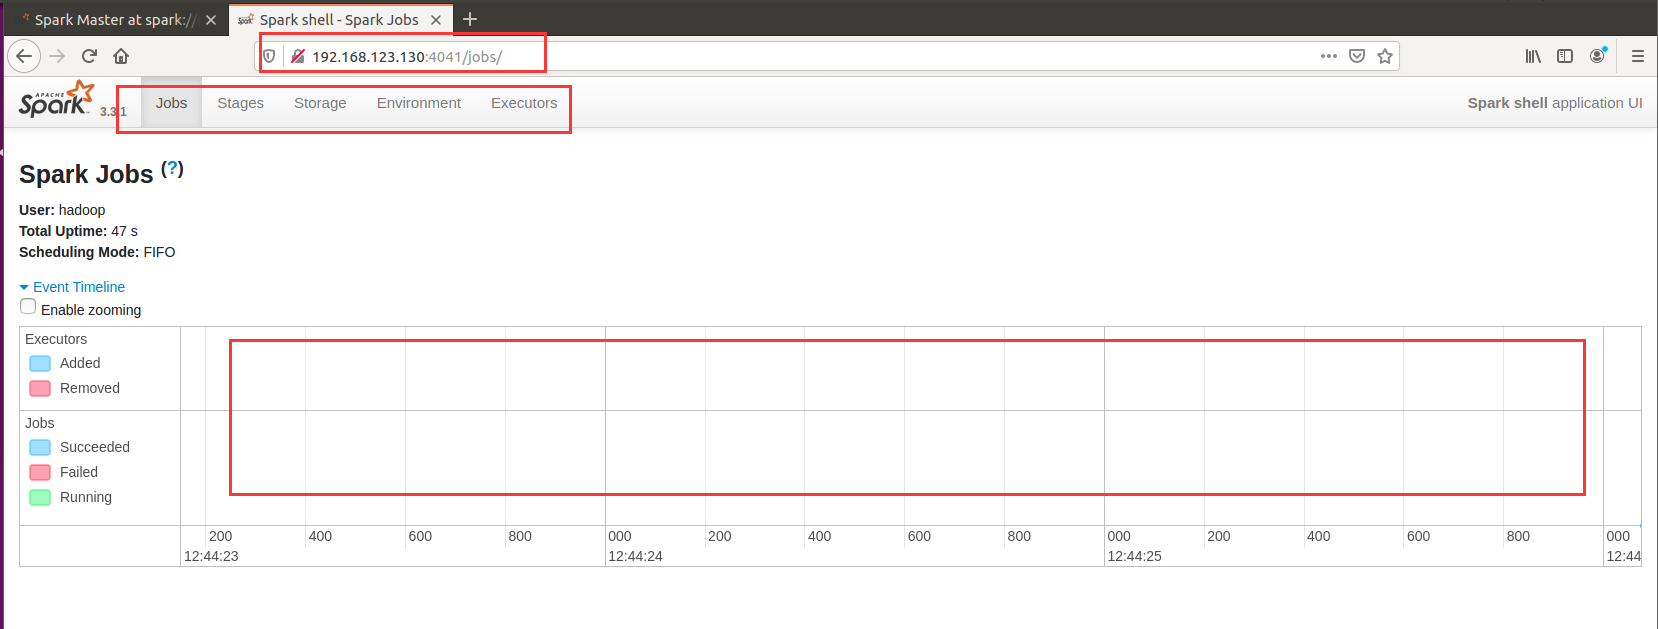 Spark Master at spark://
Spark shell - Spark Jobs
192.168.123.130:4041/jobs/
APACHE
Spark 3.3.1 Jobs Stages Storage Environment Executors Spark shell application UI
Spark Jobs (?)
User: hadoop
Total Uptime: 47 s
Scheduling Mode: FIFO
Event Timeline
Enable zooming
Executors
Added
Removed
Jobs
Succeeded
Failed
Running
200 400 600 800 000 200 400 600 800 000 200 400 600 800 000
12:44:23 12:44:24 12:44:25 12:44